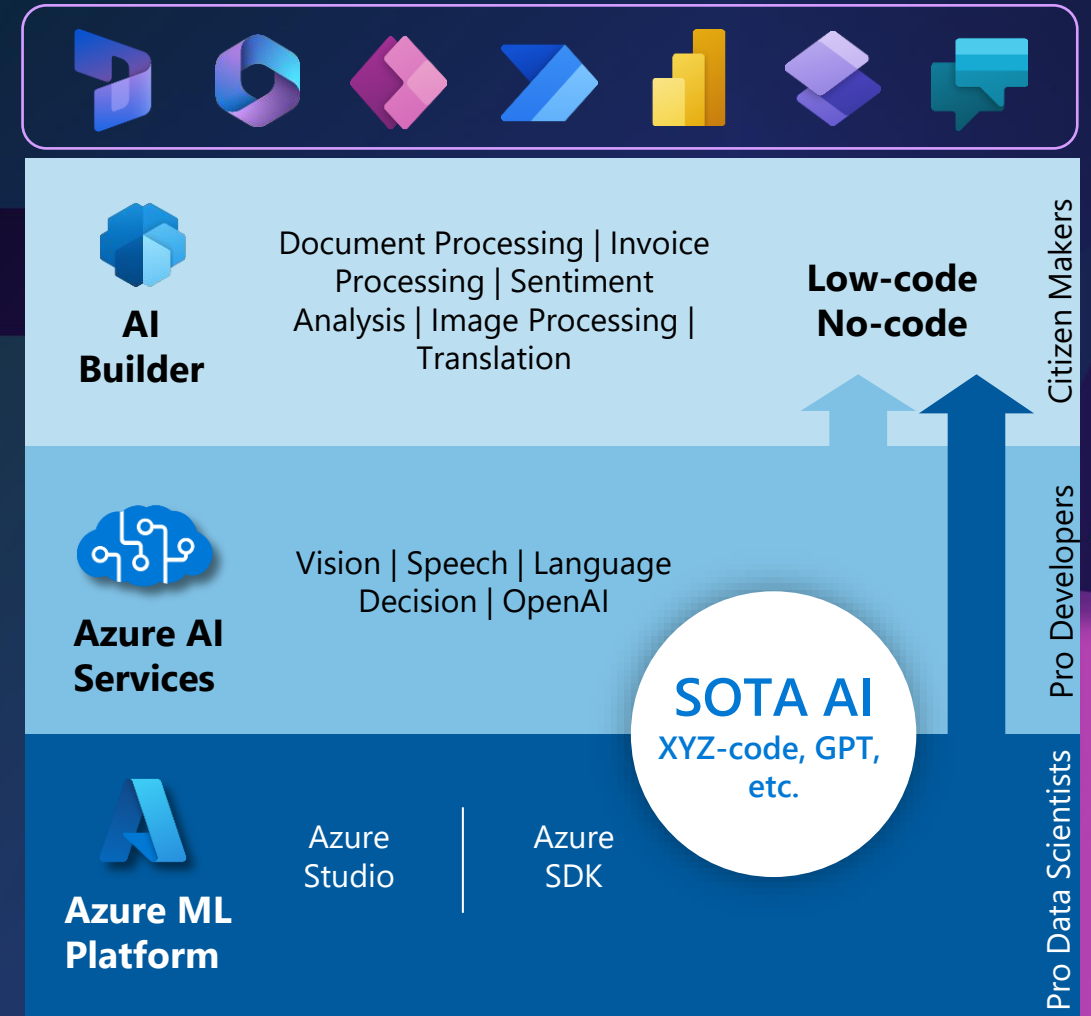 Document Processing | Invoice
Processing | Sentiment
Analysis | Image Processing |
Translation
AI
Builder
Low-code
No-code
Citizen Makers
Vision | Speech | Language
Decision | OpenAI
Azure AI
Services
Pro Developers
SOTA AI
XYZ-code, GPT,
etc.
Azure
Studio
Azure
SDK
Azure ML
Platform
Pro Data Scientists